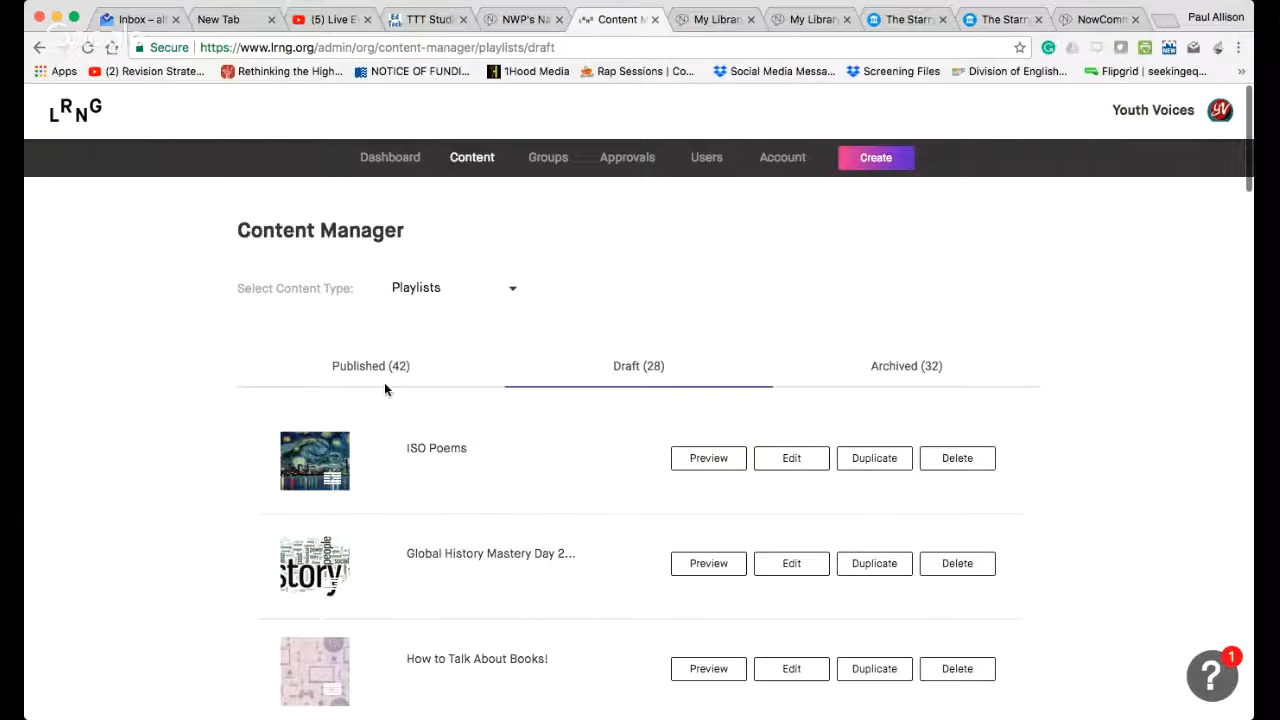 Inbox – al
New Tab
(5) Live E
TTT Studi
NWP's Na
Content M
My Librar
My Librar
The Starr
The Starr
NowComm
Paul Allison
Secure
https://www.lrng.org/admin/org/content-manager/playlists/draft
Apps
(2) Revision Strate...
Rethinking the High...
NOTICE OF FUNDI...
1Hood Media
Rap Sessions | Co...
Social Media Messa...
Screening Files
Division of English...
Flipgrid | seekingeq...
»
LRNG
Youth Voices
YV
Dashboard
Content
Groups
Approvals
Users
Account
Create
Content Manager
Select Content Type:
Playlists
Published (42)
Draft (28)
Archived (32)
ISO Poems
Preview
Edit
Duplicate
Delete
story
people
Global History Mastery Day 2...
Preview
Edit
Duplicate
Delete
How to Talk About Books!
Preview
Edit
Duplicate
Delete
?
1